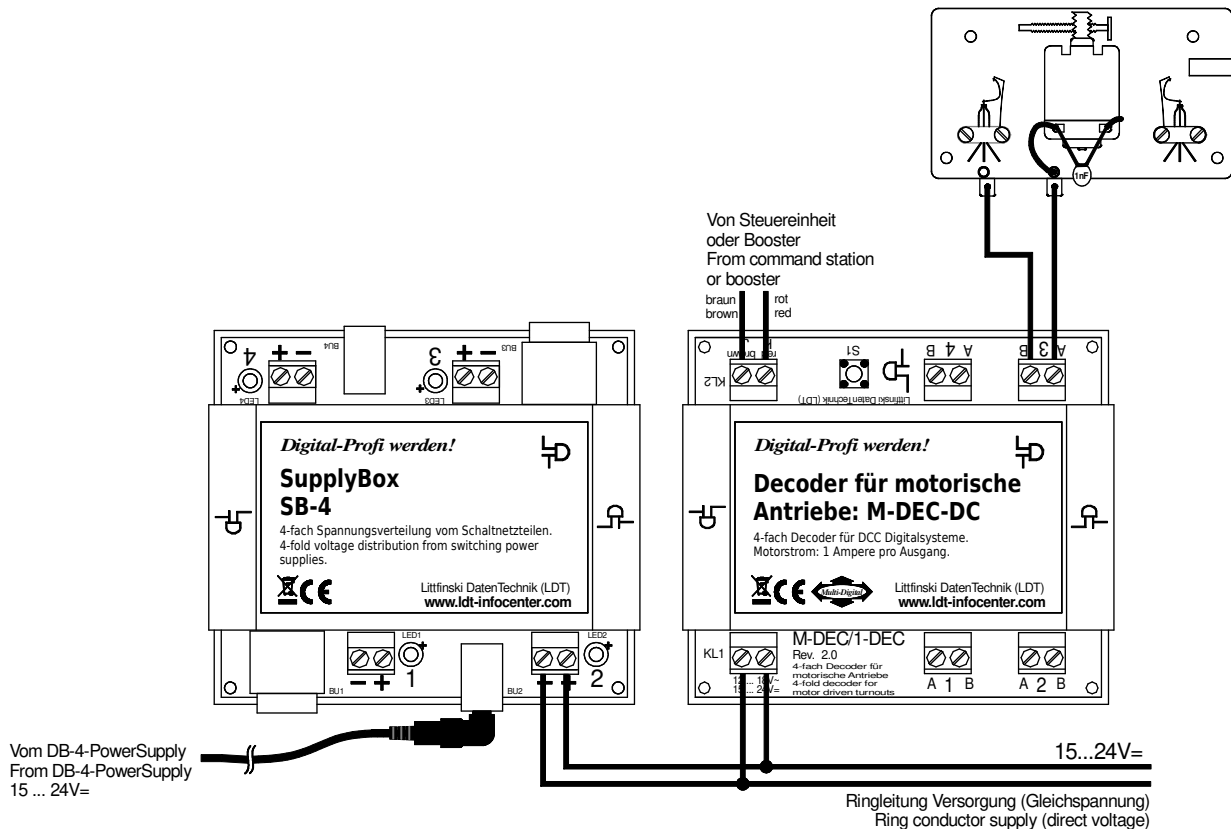 1nF
Von Steuereinheit
oder Booster
From command station
or booster
braun
brown
rot
red
4
+ −
BU4
LED4
3
+ −
BU3
LED3
Digital-Profi werden!
SupplyBox
SB-4
4-fach Spannungsverteilung vom Schaltnetzteilen.
4-fold voltage distribution from switching power
supplies.
CE
Littfinski DatenTechnik (LDT)
www.ldt-infocenter.com
BU1
− +
LED1
1
BU2
− +
LED2
2
KL2
red
S1
Littfinski DatenTechnik (LDT)
B 4 A
B 3 A
Digital-Profi werden!
Decoder für motorische
Antriebe: M-DEC-DC
4-fach Decoder für DCC Digitalsysteme.
Motorstrom: 1 Ampere pro Ausgang.
CE
Multi-Digital
Littfinski DatenTechnik (LDT)
www.ldt-infocenter.com
KL1
M-DEC/1-DEC
Rev. 2.0
4-fach Decoder für
motorische Antriebe
4-fold decoder for
motor driven turnouts
A 1 B
A 2 B
Vom DB-4-PowerSupply
From DB-4-PowerSupply
15 ... 24V=
15...24V=
Ringleitung Versorgung (Gleichspannung)
Ring conductor supply (direct voltage)